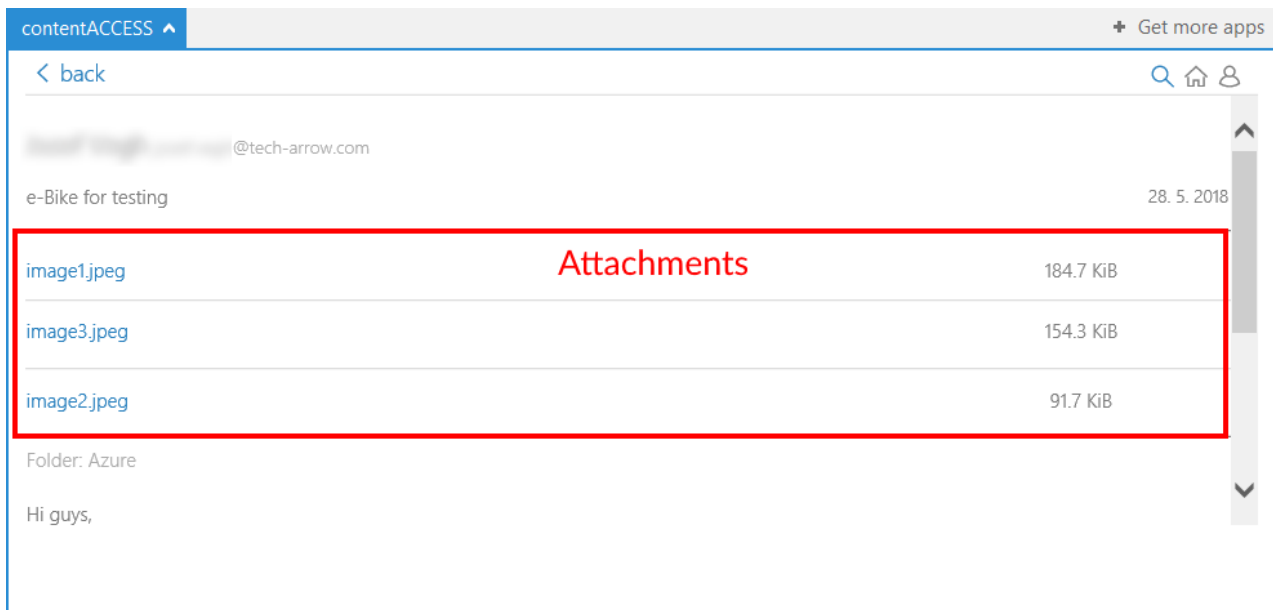 contentACCESS
+ Get more apps
back
@tech-arrow.com
e-Bike for testing 28. 5. 2018
Attachments
image1.jpeg 184.7 KiB
image3.jpeg 154.3 KiB
image2.jpeg 91.7 KiB
Folder: Azure
Hi guys,